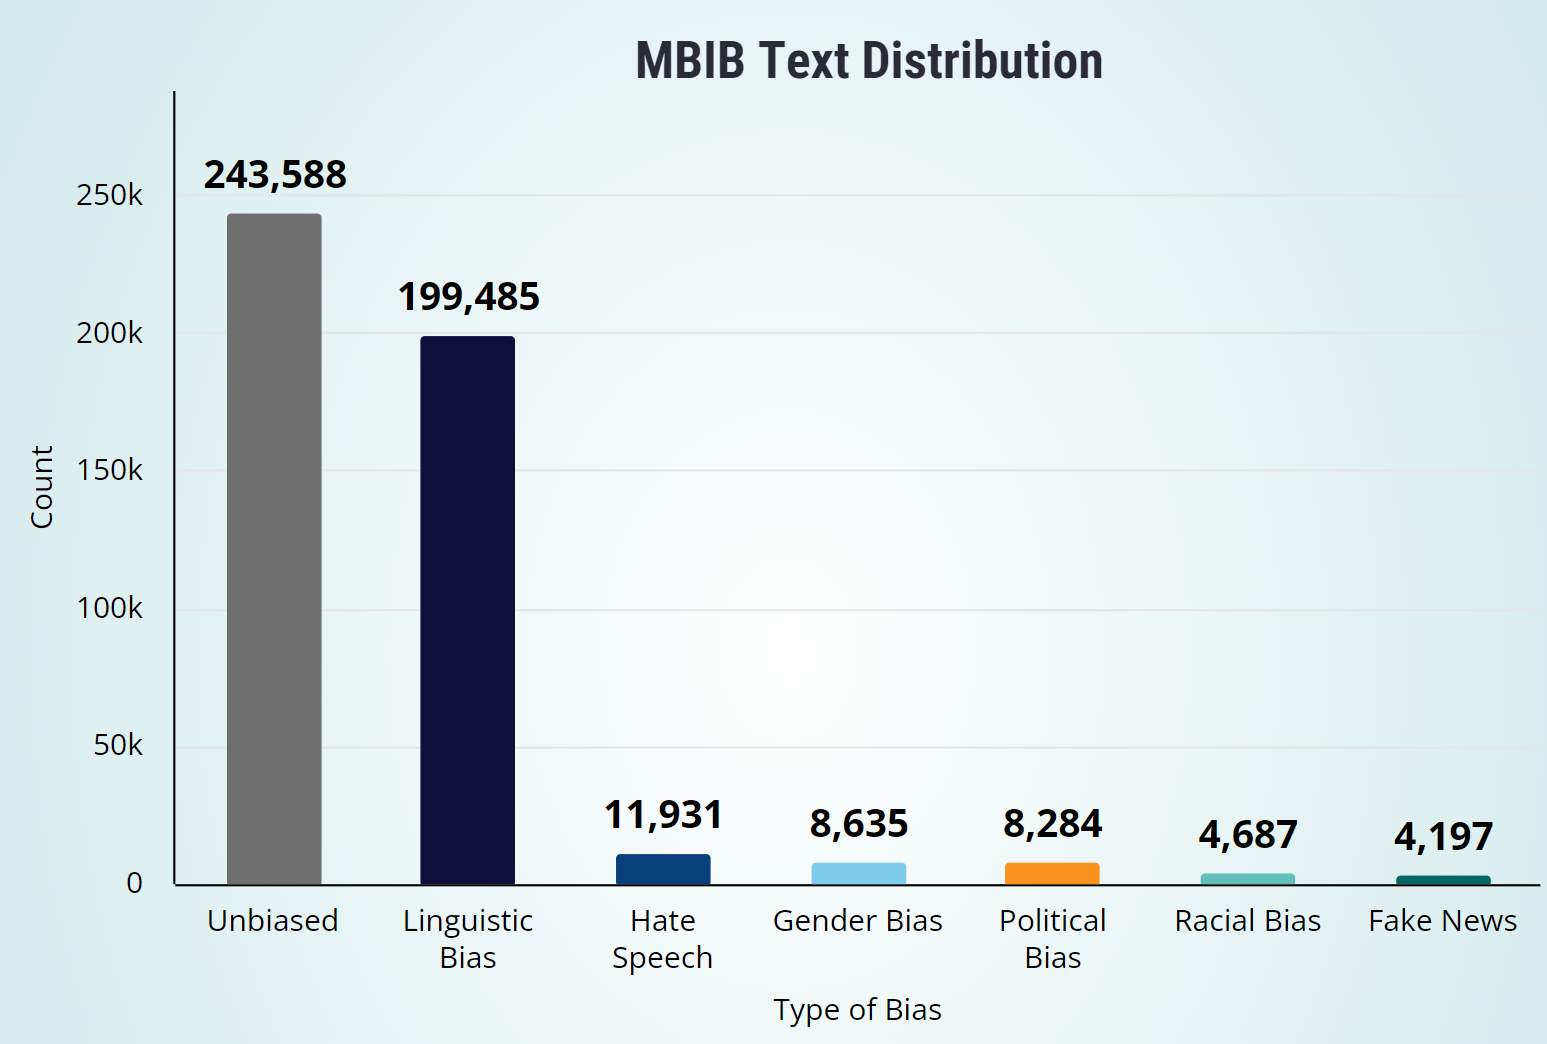 MBIB Text Distribution
243,588
250k
199,485
200k
150k
Count
100k
50k
11,931
8,635
8,284
4,687
4,197
0
Unbiased
Linguistic
Bias
Hate
Speech
Gender Bias
Political
Bias
Racial Bias
Fake News
Type of Bias